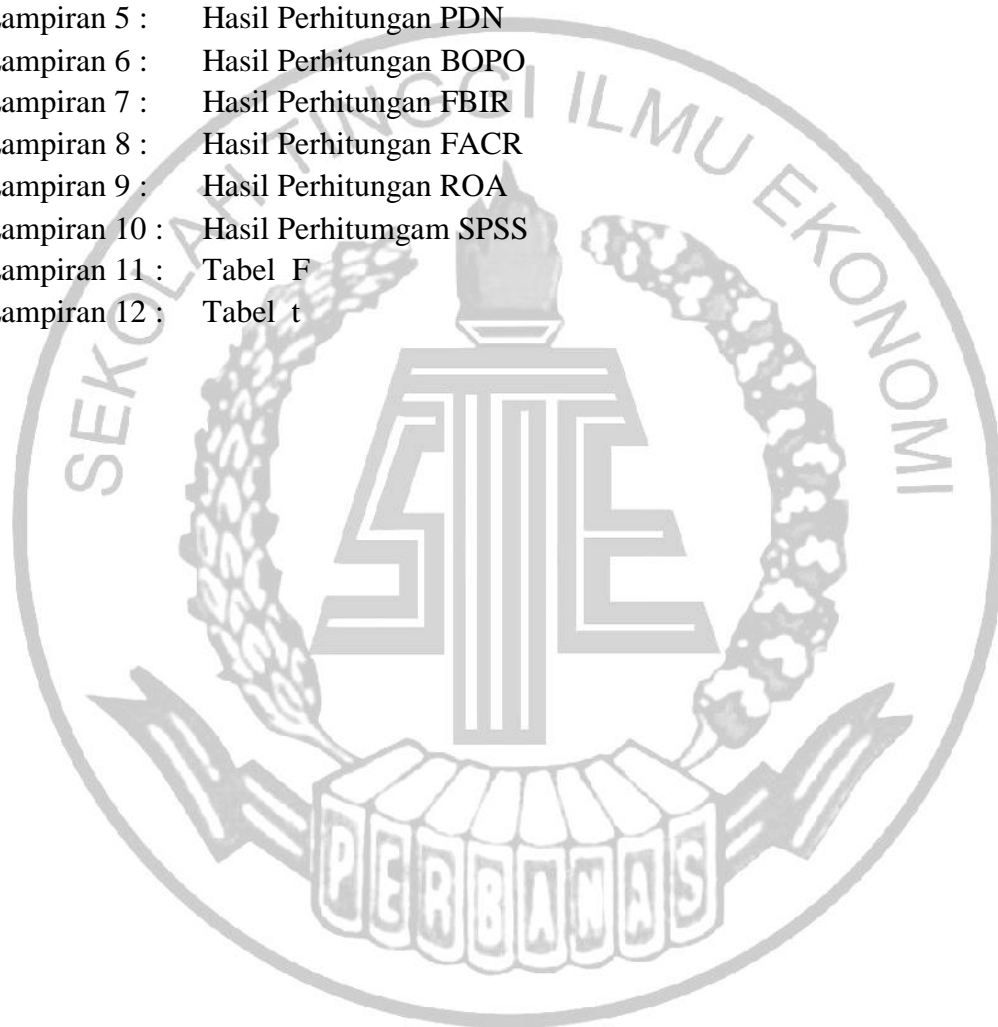 ampiran 5 : Hasil Perhitungan PDN
ampiran 6 : Hasil Perhitungan BOPO
ampiran 7 : Hasil Perhitungan FBIR
ampiran 8 : Hasil Perhitungan FACR
ampiran 9 : Hasil Perhitungan ROA
ampiran 10 : Hasil Perhitumgam SPSS
ampiran 11 : Tabel F
ampiran 12 : Tabel t
SEKOLAH TINGGI ILMU EKONOMI
STIE
PERBANAS